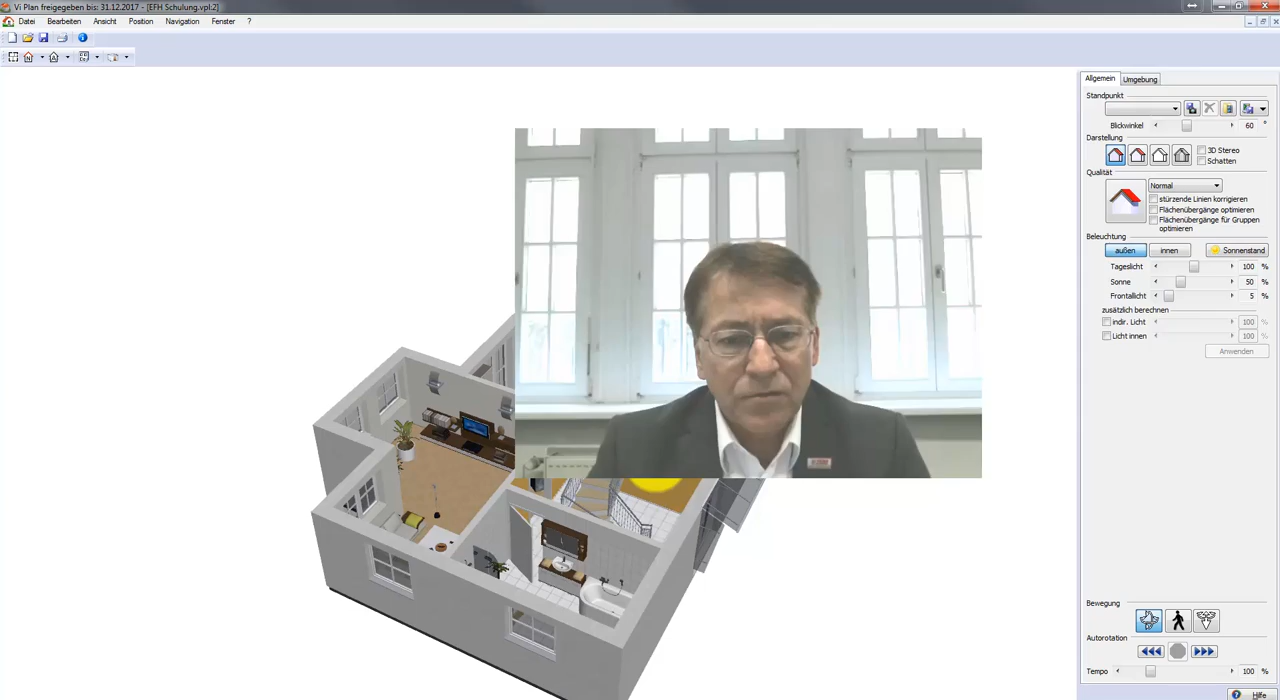 Vi Plan freigegeben bis: 31.12.2017 - [EFH Schulung.vpl:2]
Datei Bearbeiten Ansicht Position Navigation Fenster ?
Allgemein Umgebung
Standpunkt
Blickwinkel 60 °
Darstellung
3D Stereo
Schatten
Qualität
Normal
stürzende Linien korrigieren
Flächenübergänge optimieren
Flächenübergänge für Gruppen
optimieren
Beleuchtung
außen innen Sonnenstand
Tageslicht 100 %
Sonne 50 %
Frontallicht 5 %
zusätzlich berechnen
indir. Licht 100 %
Licht innen 100 %
Anwenden
Bewegung
Autorotation
Tempo 100 %
Hilfe